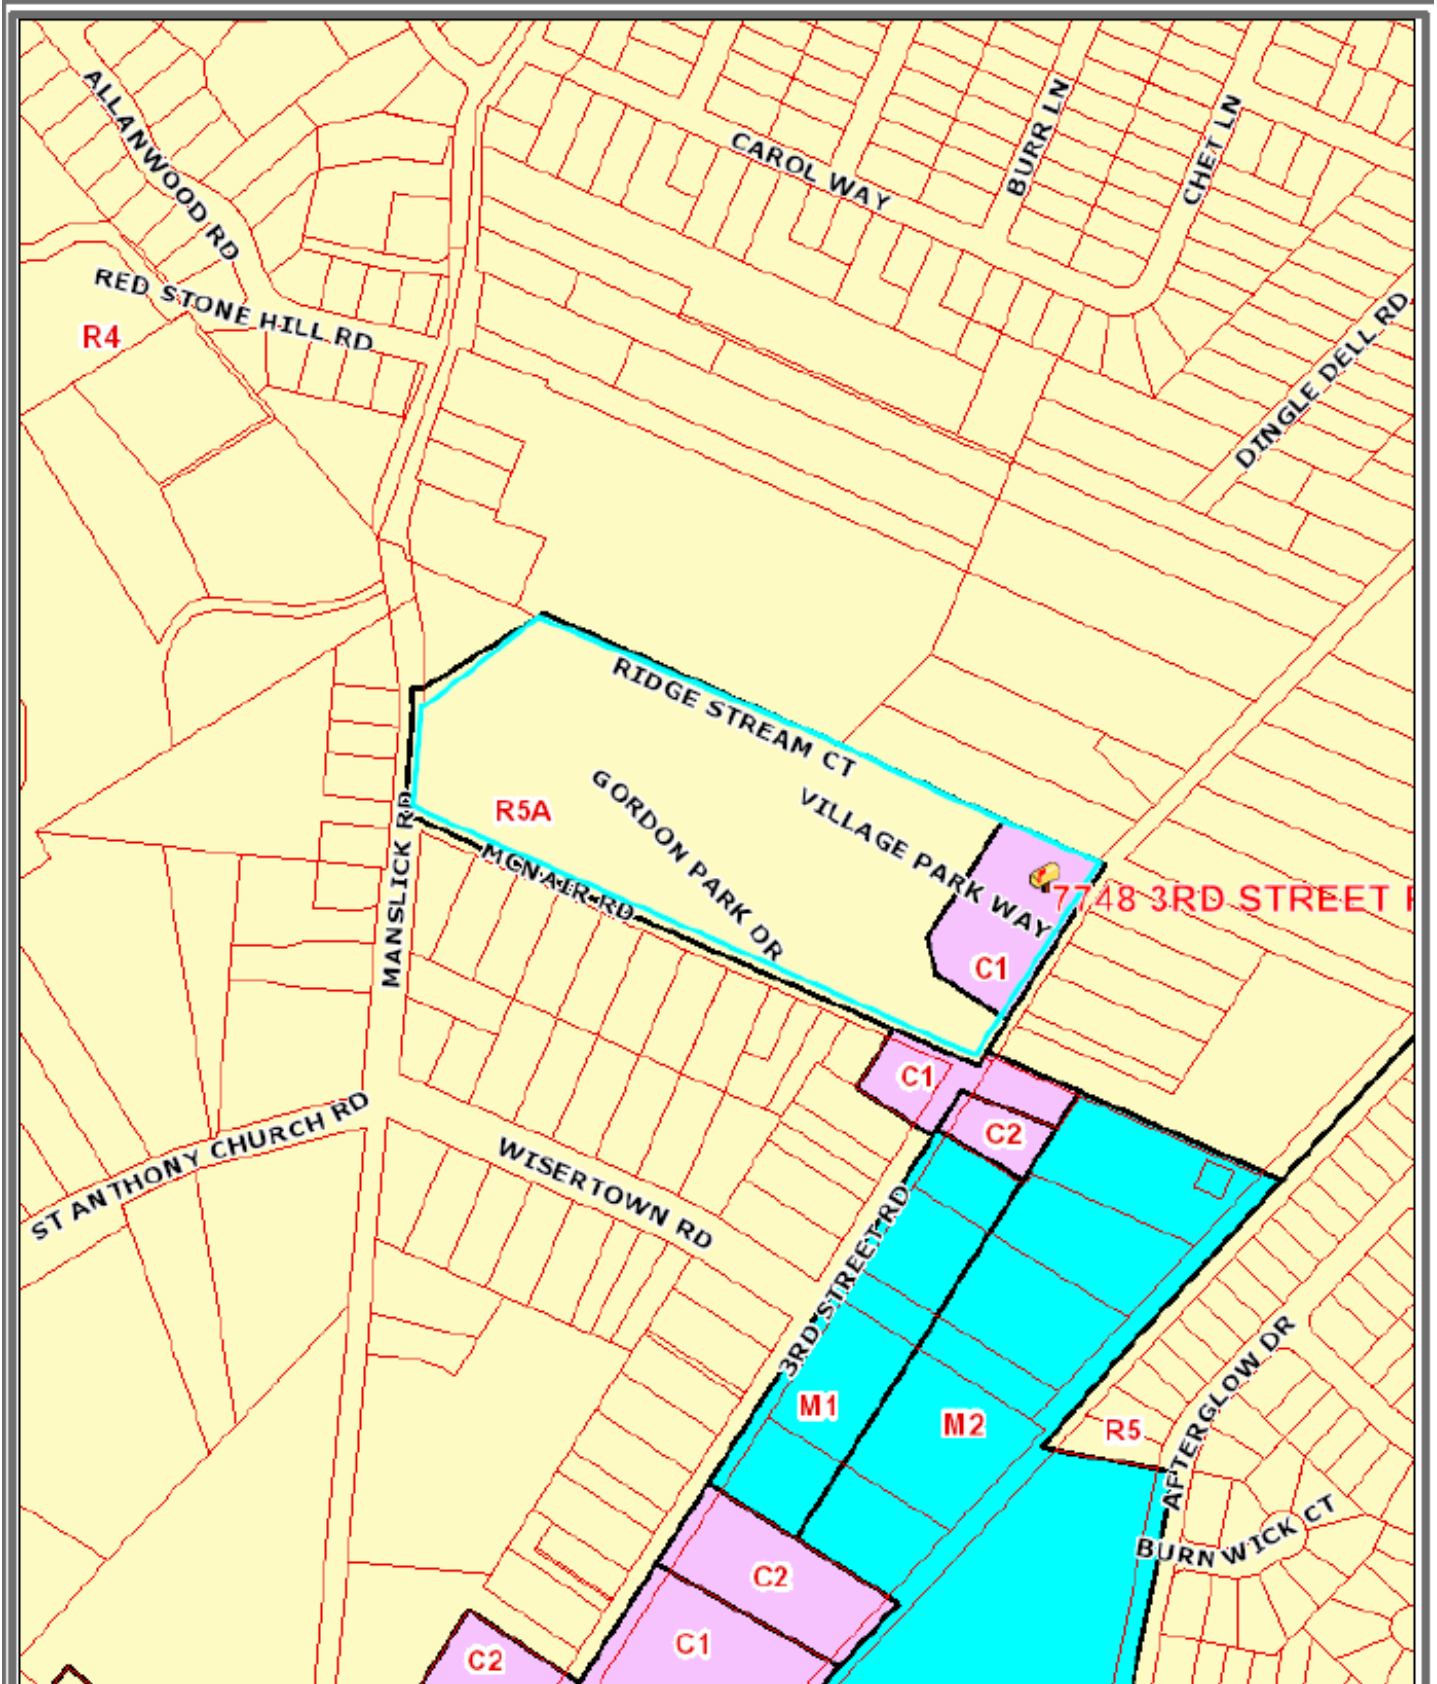 ALLANWOOD RD
CAROL WAY
BURR LN
CHET LN
RED STONE HILL RD
R4
DINGLE DELL RD
RIDGE STREAM CT
GORDON PARK DR
VILLAGE PARK WAY
R5A
MCNAIR RD
MANSLICK RD
7748 3RD STREET
C1
C1
C2
ST ANTHONY CHURCH RD
WISERTOWN RD
3RD STREET RD
M1
M2
R5
AFTERGLOW DR
BURNWICK CT
C2
C1
C2